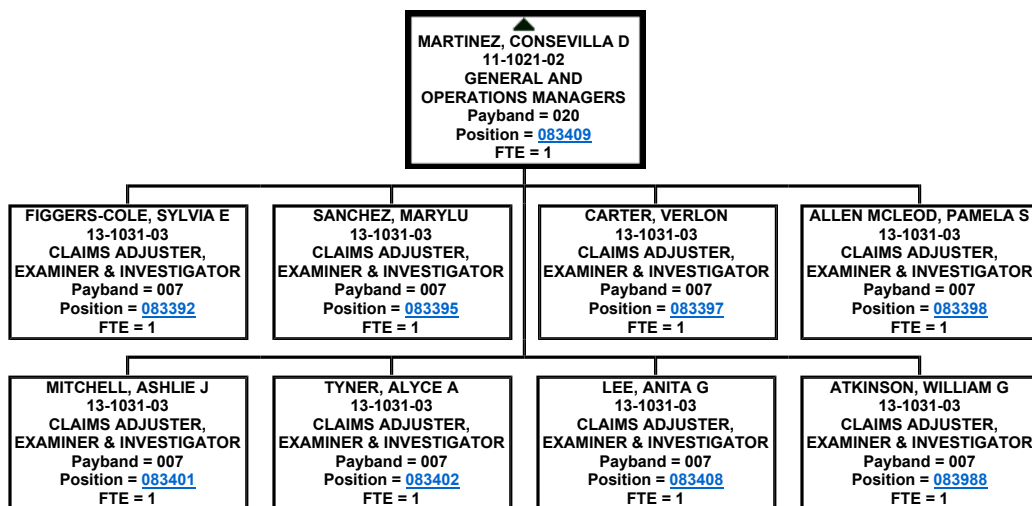 MARTINEZ, CONSEVILLA D
11-1021-02
GENERAL AND
OPERATIONS MANAGERS
Payband = 020
Position = 083409
FTE = 1
FIGGERS-COLE, SYLVIA E
13-1031-03
CLAIMS ADJUSTER,
EXAMINER & INVESTIGATOR
Payband = 007
Position = 083392
FTE = 1
SANCHEZ, MARYLU
13-1031-03
CLAIMS ADJUSTER,
EXAMINER & INVESTIGATOR
Payband = 007
Position = 083395
FTE = 1
CARTER, VERLON
13-1031-03
CLAIMS ADJUSTER,
EXAMINER & INVESTIGATOR
Payband = 007
Position = 083397
FTE = 1
ALLEN MCLEOD, PAMELA S
13-1031-03
CLAIMS ADJUSTER,
EXAMINER & INVESTIGATOR
Payband = 007
Position = 083398
FTE = 1
MITCHELL, ASHLIE J
13-1031-03
CLAIMS ADJUSTER,
EXAMINER & INVESTIGATOR
Payband = 007
Position = 083401
FTE = 1
TYNER, ALYCE A
13-1031-03
CLAIMS ADJUSTER,
EXAMINER & INVESTIGATOR
Payband = 007
Position = 083402
FTE = 1
LEE, ANITA G
13-1031-03
CLAIMS ADJUSTER,
EXAMINER & INVESTIGATOR
Payband = 007
Position = 083408
FTE = 1
ATKINSON, WILLIAM G
13-1031-03
CLAIMS ADJUSTER,
EXAMINER & INVESTIGATOR
Payband = 007
Position = 083988
FTE = 1